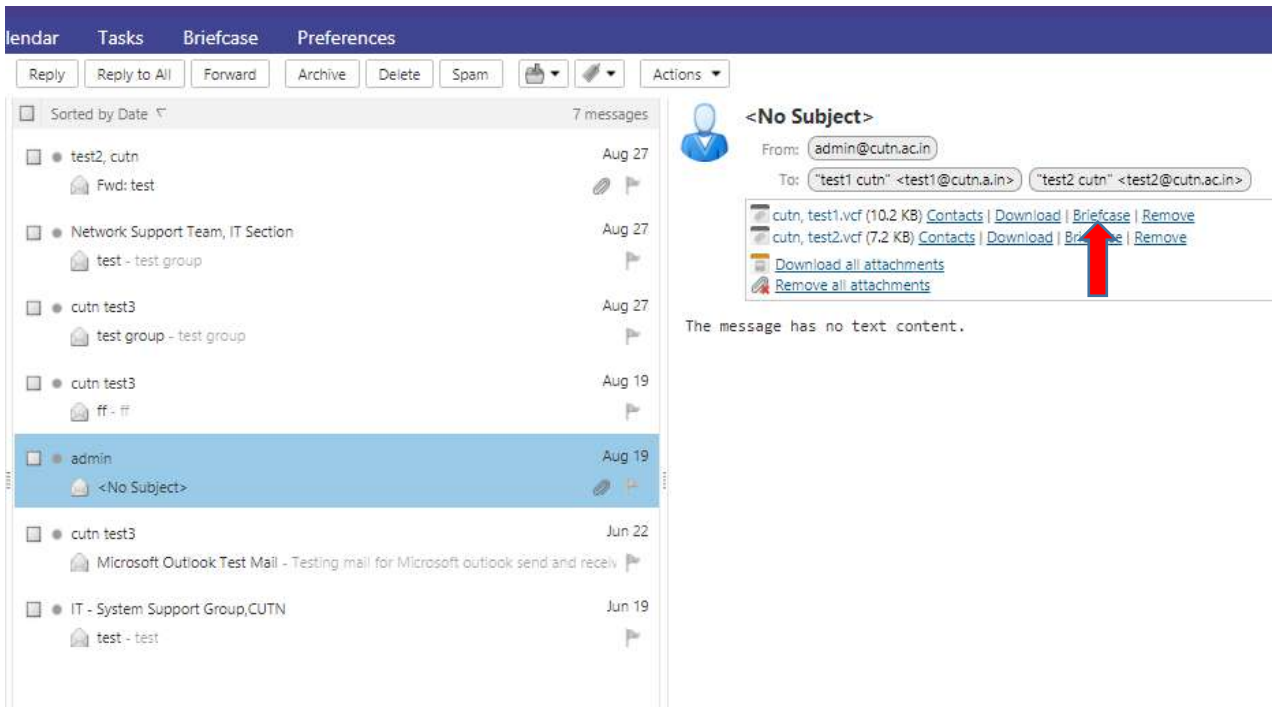 lendar Tasks Briefcase Preferences
Reply Reply to All Forward Archive Delete Spam Actions
Sorted by Date 7 messages
test2, cutn Aug 27
Fwd: test
Network Support Team, IT Section Aug 27
test - test group
cutn test3 Aug 27
test group - test group
cutn test3 Aug 19
ff - ff
admin Aug 19
<No Subject>
cutn test3 Jun 22
Microsoft Outlook Test Mail - Testing mail for Microsoft outlook send and receiv
IT - System Support Group,CUTN Jun 19
test - test
<No Subject>
From: admin@cutn.ac.in
To: "test1 cutn" <test1@cutn.a.in> "test2 cutn" <test2@cutn.ac.in>
cutn, test1.vcf (10.2 KB) Contacts | Download | Briefcase | Remove
cutn, test2.vcf (7.2 KB) Contacts | Download | Briefcase | Remove
Download all attachments
Remove all attachments
The message has no text content.